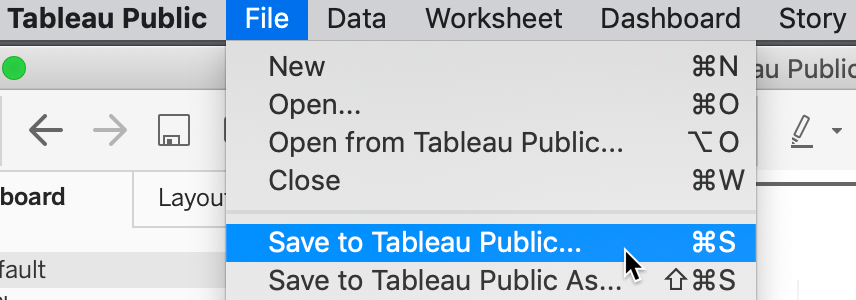 Tableau Public File Data Worksheet Dashboard Story
au Public
New ⌘N
Open... ⌘O
Open from Tableau Public... ⌥O
Close ⌘W
board Layou
Save to Tableau Public... ⌘S
fault
Save to Tableau Public As... ⇧⌘S